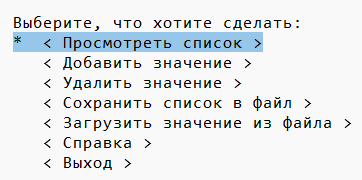 Выберите, что хотите сделать:
* < Просмотреть список >
< Добавить значение >
< Удалить значение >
< Сохранить список в файл >
< Загрузить значение из файла >
< Справка >
< Выход >